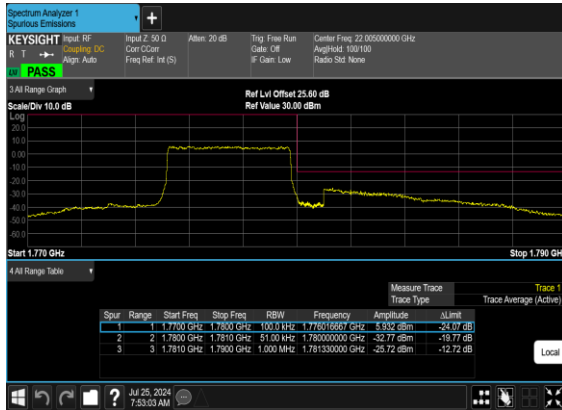 Spectrum Analyzer 1
Spurious Emissions
KEYSIGHT Input: RF
R T Coupling: DC
Align: Auto
Input Z: 50 Ω
Corr CCorr
Freq Ref: Int (S)
Atten: 20 dB
Trig: Free Run
Gate: Off
IF Gain: Low
Center Freq: 22.005000000 GHz
Avg|Hold: 100/100
Radio Std: None
PASS
3 All Range Graph
Scale/Div 10.0 dB
Ref Lvl Offset 25.60 dB
Ref Value 30.00 dBm
Log
20.0
10.0
0.00
-10.0
-20.0
-30.0
-40.0
-50.0
-60.0
Start 1.770 GHz
Stop 1.790 GH
4 All Range Table
Measure Trace Trace 1
Trace Type Trace Average (Active)
Spur Range Start Freq Stop Freq RBW Frequency Amplitude ΔLimit
1 1 1.7700 GHz 1.7800 GHz 100.0 kHz 1.776016667 GHz 5.932 dBm -24.07 dB
2 2 1.7800 GHz 1.7810 GHz 51.00 kHz 1.780000000 GHz -32.77 dBm -19.77 dB
3 3 1.7810 GHz 1.7900 GHz 1.000 MHz 1.781330000 GHz -25.72 dBm -12.72 dB
Local
Jul 25, 2024
7:53:03 AM